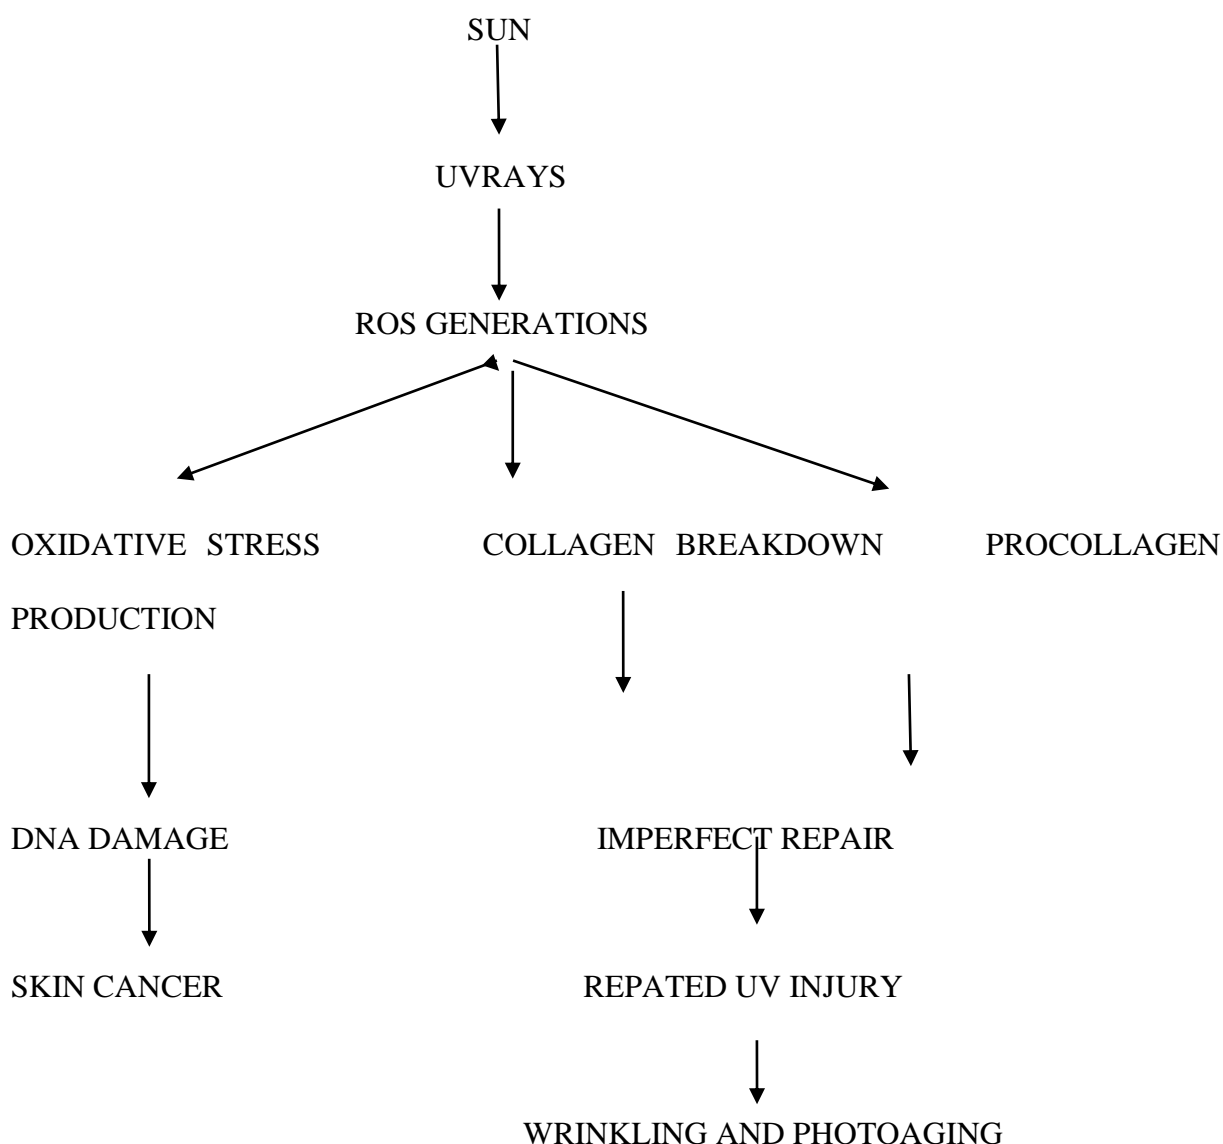 SUN
UVRAYS
ROS GENERATIONS
OXIDATIVE STRESS COLLAGEN BREAKDOWN PROCOLLAGEN
PRODUCTION
DNA DAMAGE IMPERFECT REPAIR
SKIN CANCER REPATED UV INJURY
WRINKLING AND PHOTOAGING